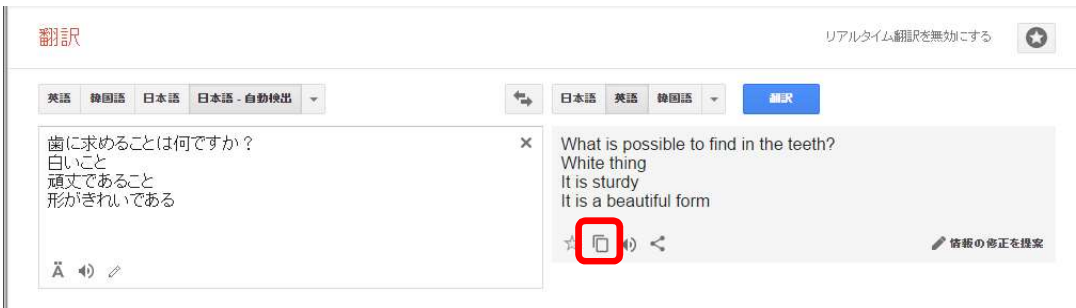 翻訳
リアルタイム翻訳を無効にする
英語 韓国語 日本語 日本語 - 自動検出
日本語 英語 韓国語 翻訳
歯に求めることは何ですか?
白いこと
頑丈であること
形がきれいである
Ä
What is possible to find in the teeth?
White thing
It is sturdy
It is a beautiful form
情報の修正を提案